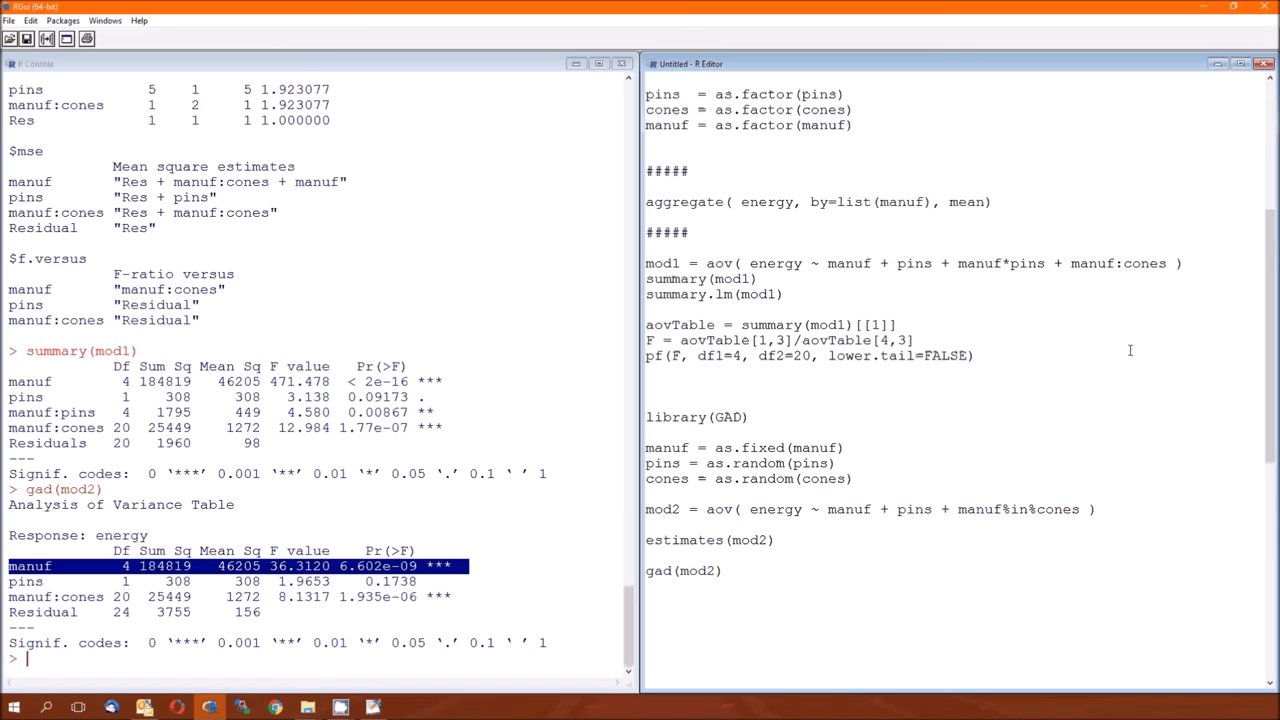 RGui (64-bit)
File Edit Packages Windows Help
R Console
pins 5 1 5 1.923077
manuf:cones 1 2 1 1.923077
Res 1 1 1 1.000000
$mse
Mean square estimates
manuf "Res + manuf:cones + manuf"
pins "Res + pins"
manuf:cones "Res + manuf:cones"
Residual "Res"
$f.versus
F-ratio versus
manuf "manuf:cones"
pins "Residual"
manuf:cones "Residual"
> summary(mod1)
Df Sum Sq Mean Sq F value Pr(>F)
manuf 4 184819 46205 471.478 < 2e-16 ***
pins 1 308 308 3.138 0.09173 .
manuf:pins 4 1795 449 4.580 0.00867 **
manuf:cones 20 25449 1272 12.984 1.77e-07 ***
Residuals 20 1960 98
---
Signif. codes: 0 ‘***’ 0.001 ‘**’ 0.01 ‘*’ 0.05 ‘.’ 0.1 ‘ ’ 1
> gad(mod2)
Analysis of Variance Table
Response: energy
Df Sum Sq Mean Sq F value Pr(>F)
manuf 4 184819 46205 36.3120 6.602e-09 ***
pins 1 308 308 1.9653 0.1738
manuf:cones 20 25449 1272 8.1317 1.935e-06 ***
Residual 24 3755 156
---
Signif. codes: 0 ‘***’ 0.001 ‘**’ 0.01 ‘*’ 0.05 ‘.’ 0.1 ‘ ’ 1
>
Untitled - R Editor
pins = as.factor(pins)
cones = as.factor(cones)
manuf = as.factor(manuf)
#####
aggregate( energy, by=list(manuf), mean)
#####
mod1 = aov( energy ~ manuf + pins + manuf*pins + manuf:cones )
summary(mod1)
summary.lm(mod1)
aovTable = summary(mod1)[[1]]
F = aovTable[1,3]/aovTable[4,3]
pf(F, df1=4, df2=20, lower.tail=FALSE)
library(GAD)
manuf = as.fixed(manuf)
pins = as.random(pins)
cones = as.random(cones)
mod2 = aov( energy ~ manuf + pins + manuf%in%cones )
estimates(mod2)
gad(mod2)